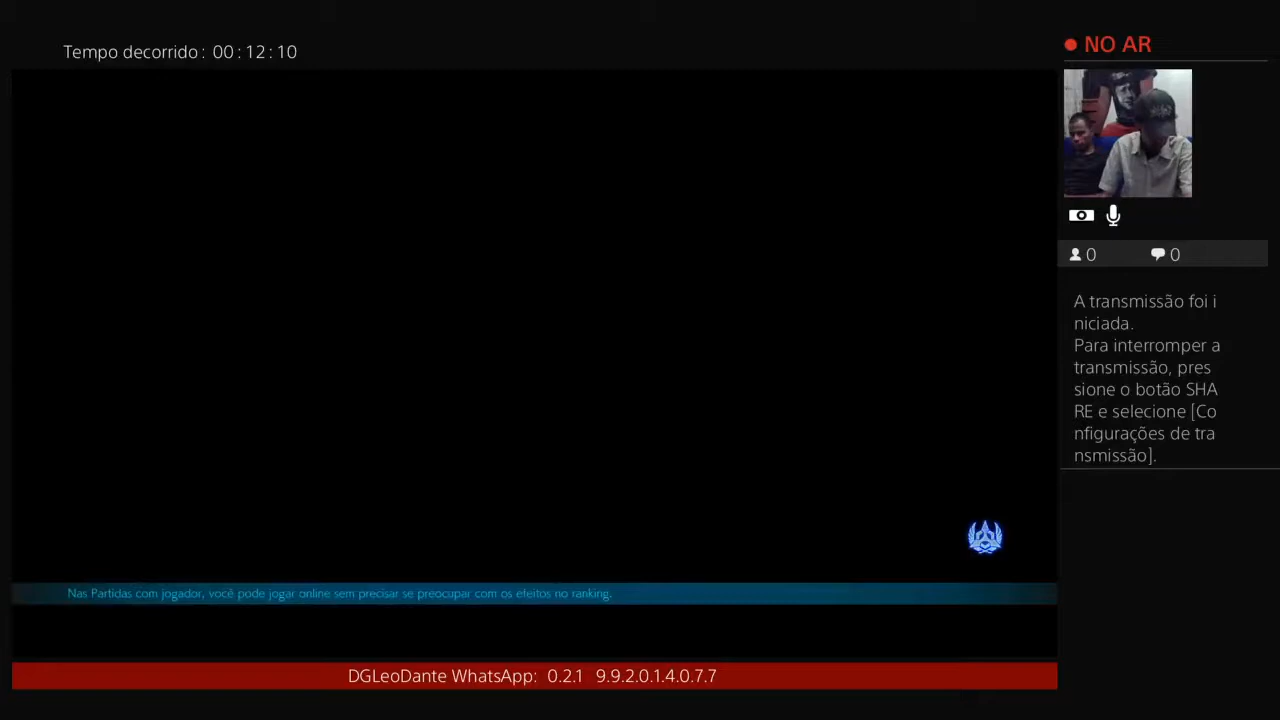 Tempo decorrido: 00:12:10
NO AR
0 0
A transmissão foi i
niciada.
Para interromper a
transmissão, pres
sione o botão SHA
RE e selecione [Co
nfigurações de tra
nsmissão].
Nas Partidas com jogador, você pode jogar online sem precisar se preocupar com os efeitos no ranking.
DGLeoDante WhatsApp: 0.2.1 9.9.2.0.1.4.0.7.7